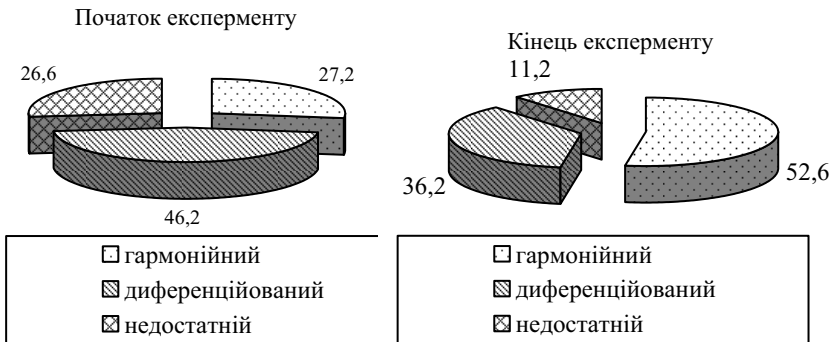 Початок експерменту
26,6
27,2
46,2
гармонійний
диференційований
недостатній
Кінець експерменту
11,2
36,2
52,6
гармонійний
диференційований
недостатній